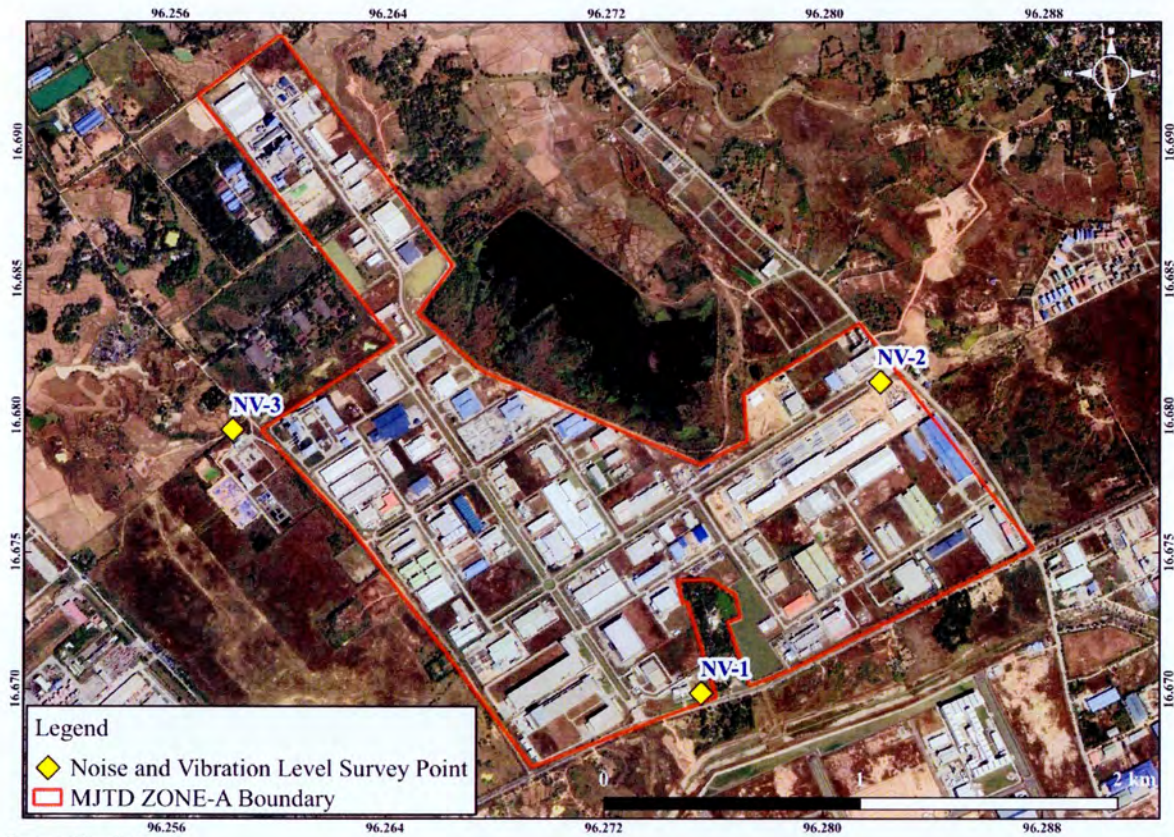 96.256 96.264 96.272 96.280 96.288
N
W E
S
16.690 16.690
16.685 16.685
NV-2
NV-3
16.680 16.680
16.675 16.675
NV-1
16.670 16.670
Legend
Noise and Vibration Level Survey Point
MJTD ZONE-A Boundary
0 1 2 km
96.256 96.264 96.272 96.280 96.288